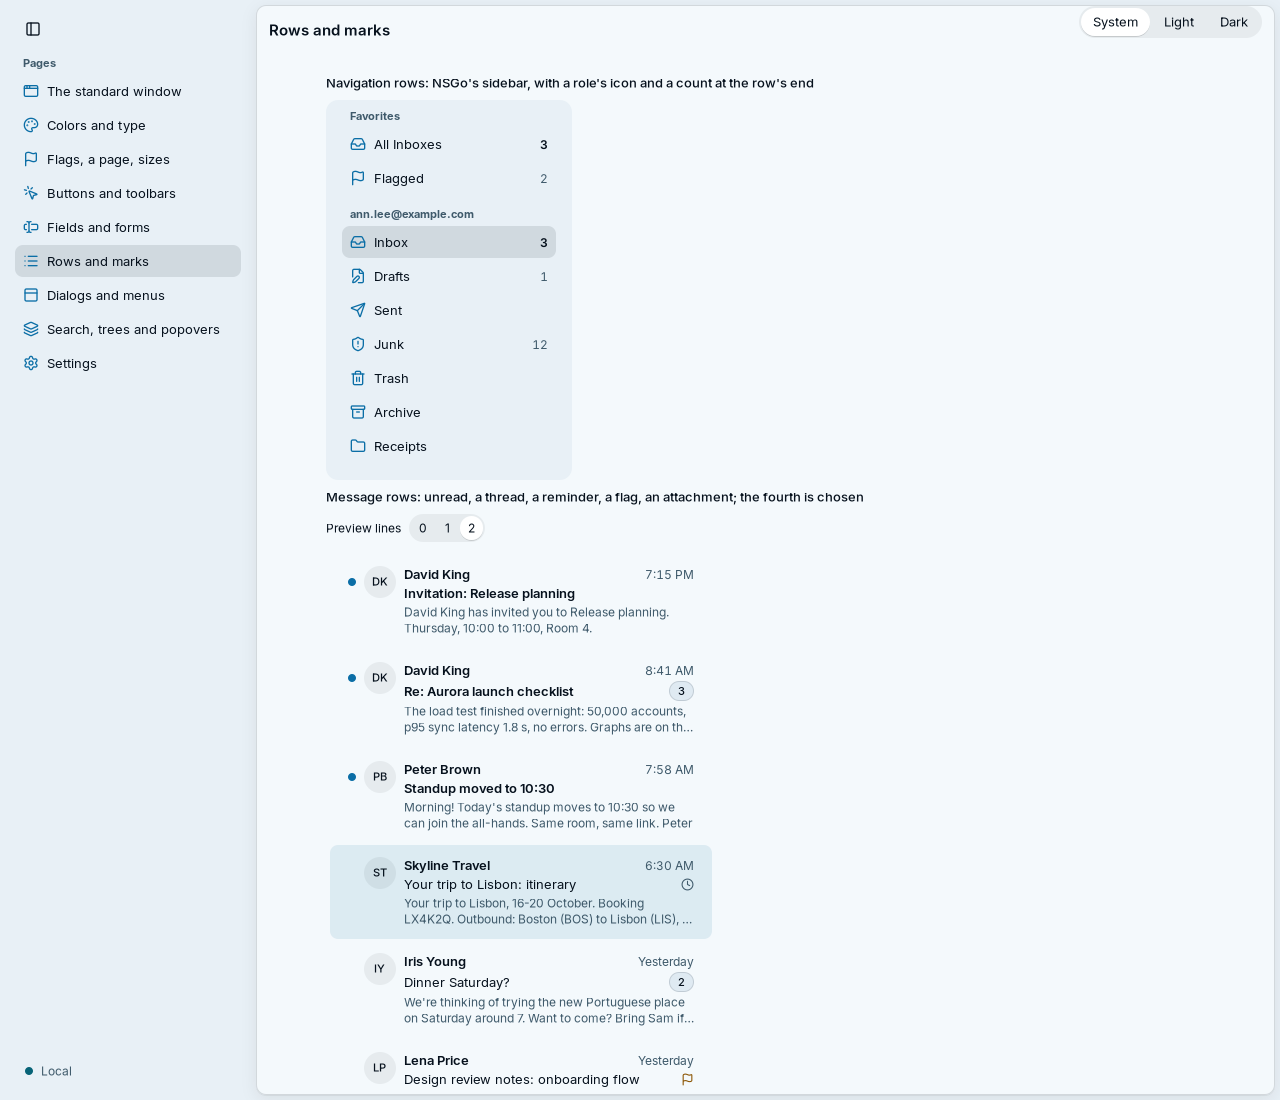 Rows and marks
System
Light
Dark
Pages
The standard window
Colors and type
Flags, a page, sizes
Buttons and toolbars
Fields and forms
Rows and marks
Dialogs and menus
Search, trees and popovers
Settings
Local
Navigation rows: NSGo's sidebar, with a role's icon and a count at the row's end
Favorites
All Inboxes 3
Flagged 2
ann.lee@example.com
Inbox 3
Drafts 1
Sent
Junk 12
Trash
Archive
Receipts
Message rows: unread, a thread, a reminder, a flag, an attachment; the fourth is chosen
Preview lines 0 1 2
DK David King 7:15 PM
Invitation: Release planning
David King has invited you to Release planning.
Thursday, 10:00 to 11:00, Room 4.
DK David King 8:41 AM
Re: Aurora launch checklist 3
The load test finished overnight: 50,000 accounts,
p95 sync latency 1.8 s, no errors. Graphs are on th...
PB Peter Brown 7:58 AM
Standup moved to 10:30
Morning! Today's standup moves to 10:30 so we
can join the all-hands. Same room, same link. Peter
ST Skyline Travel 6:30 AM
Your trip to Lisbon: itinerary
Your trip to Lisbon, 16-20 October. Booking
LX4K2Q. Outbound: Boston (BOS) to Lisbon (LIS), ...
IY Iris Young Yesterday
Dinner Saturday? 2
We're thinking of trying the new Portuguese place
on Saturday around 7. Want to come? Bring Sam if...
LP Lena Price Yesterday
Design review notes: onboarding flow